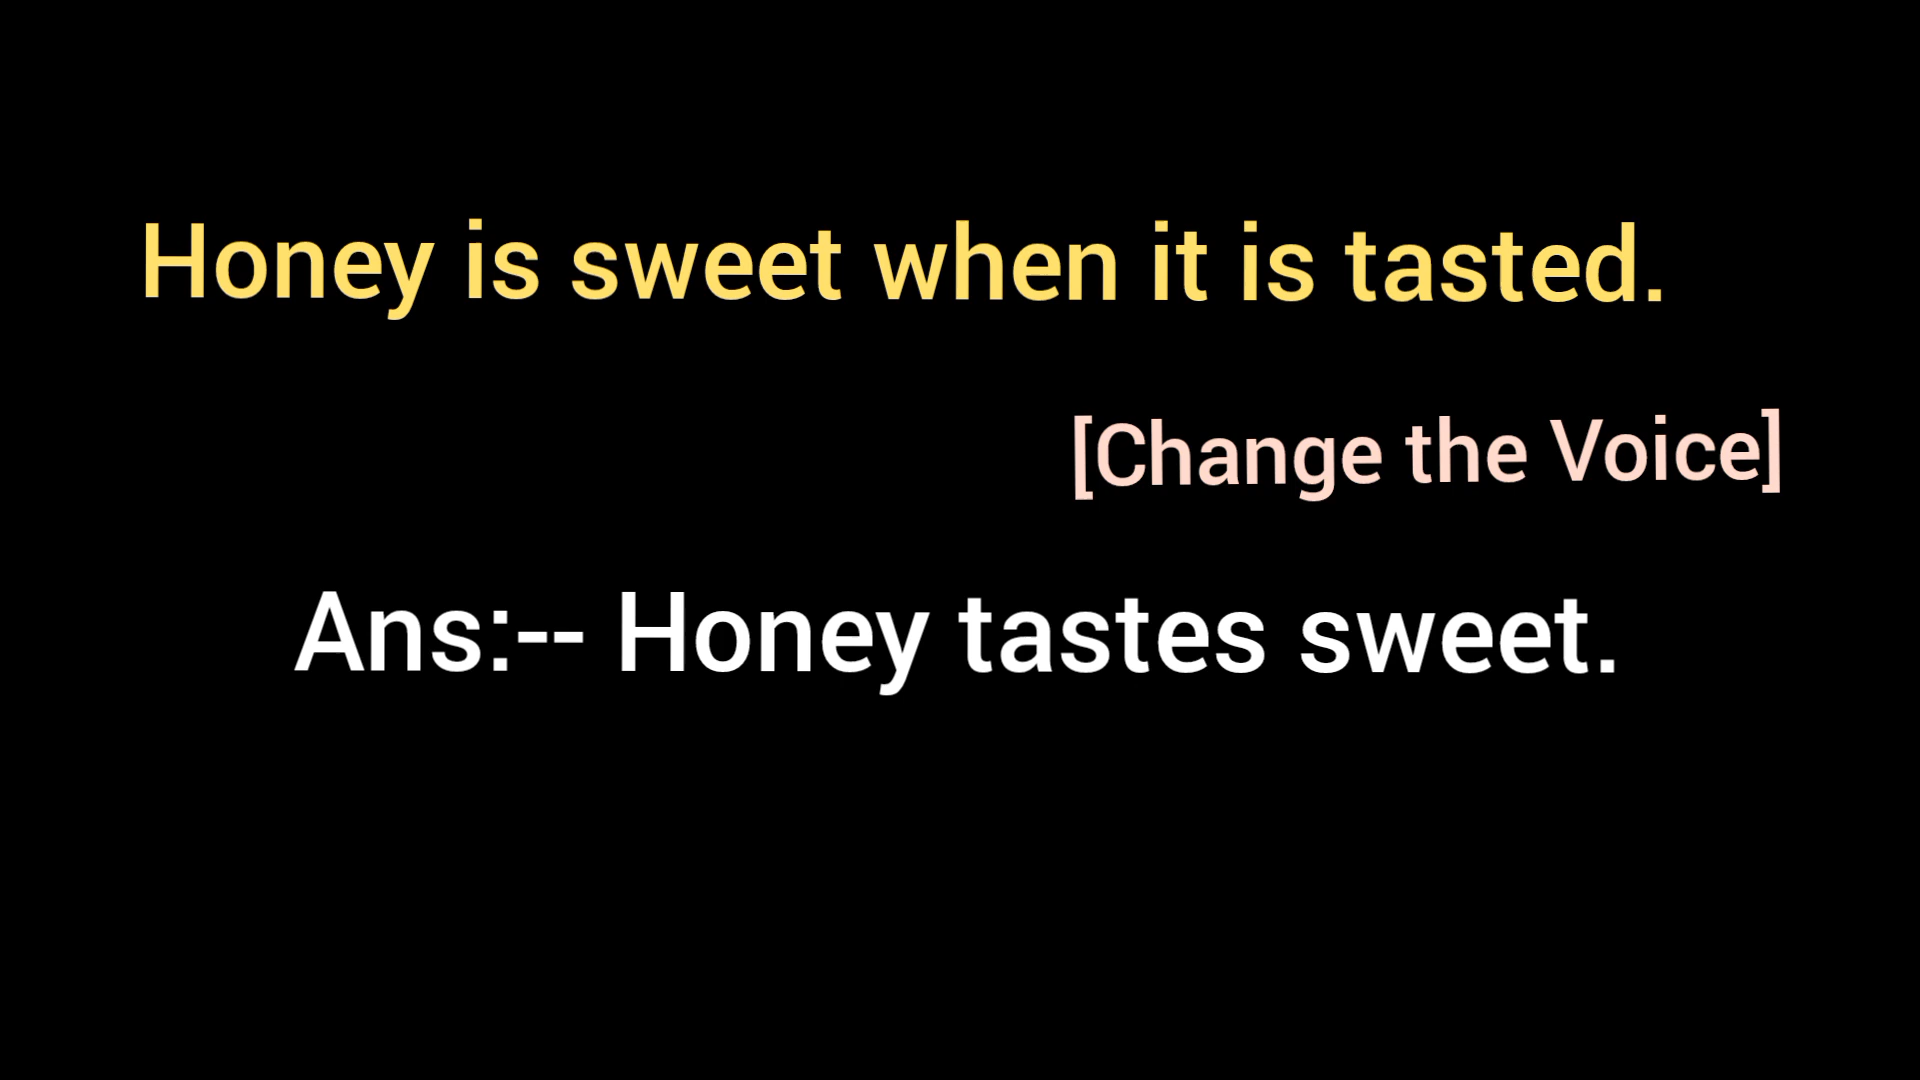 Honey is sweet when it is tasted.
[Change the Voice]
Ans:-- Honey tastes sweet.